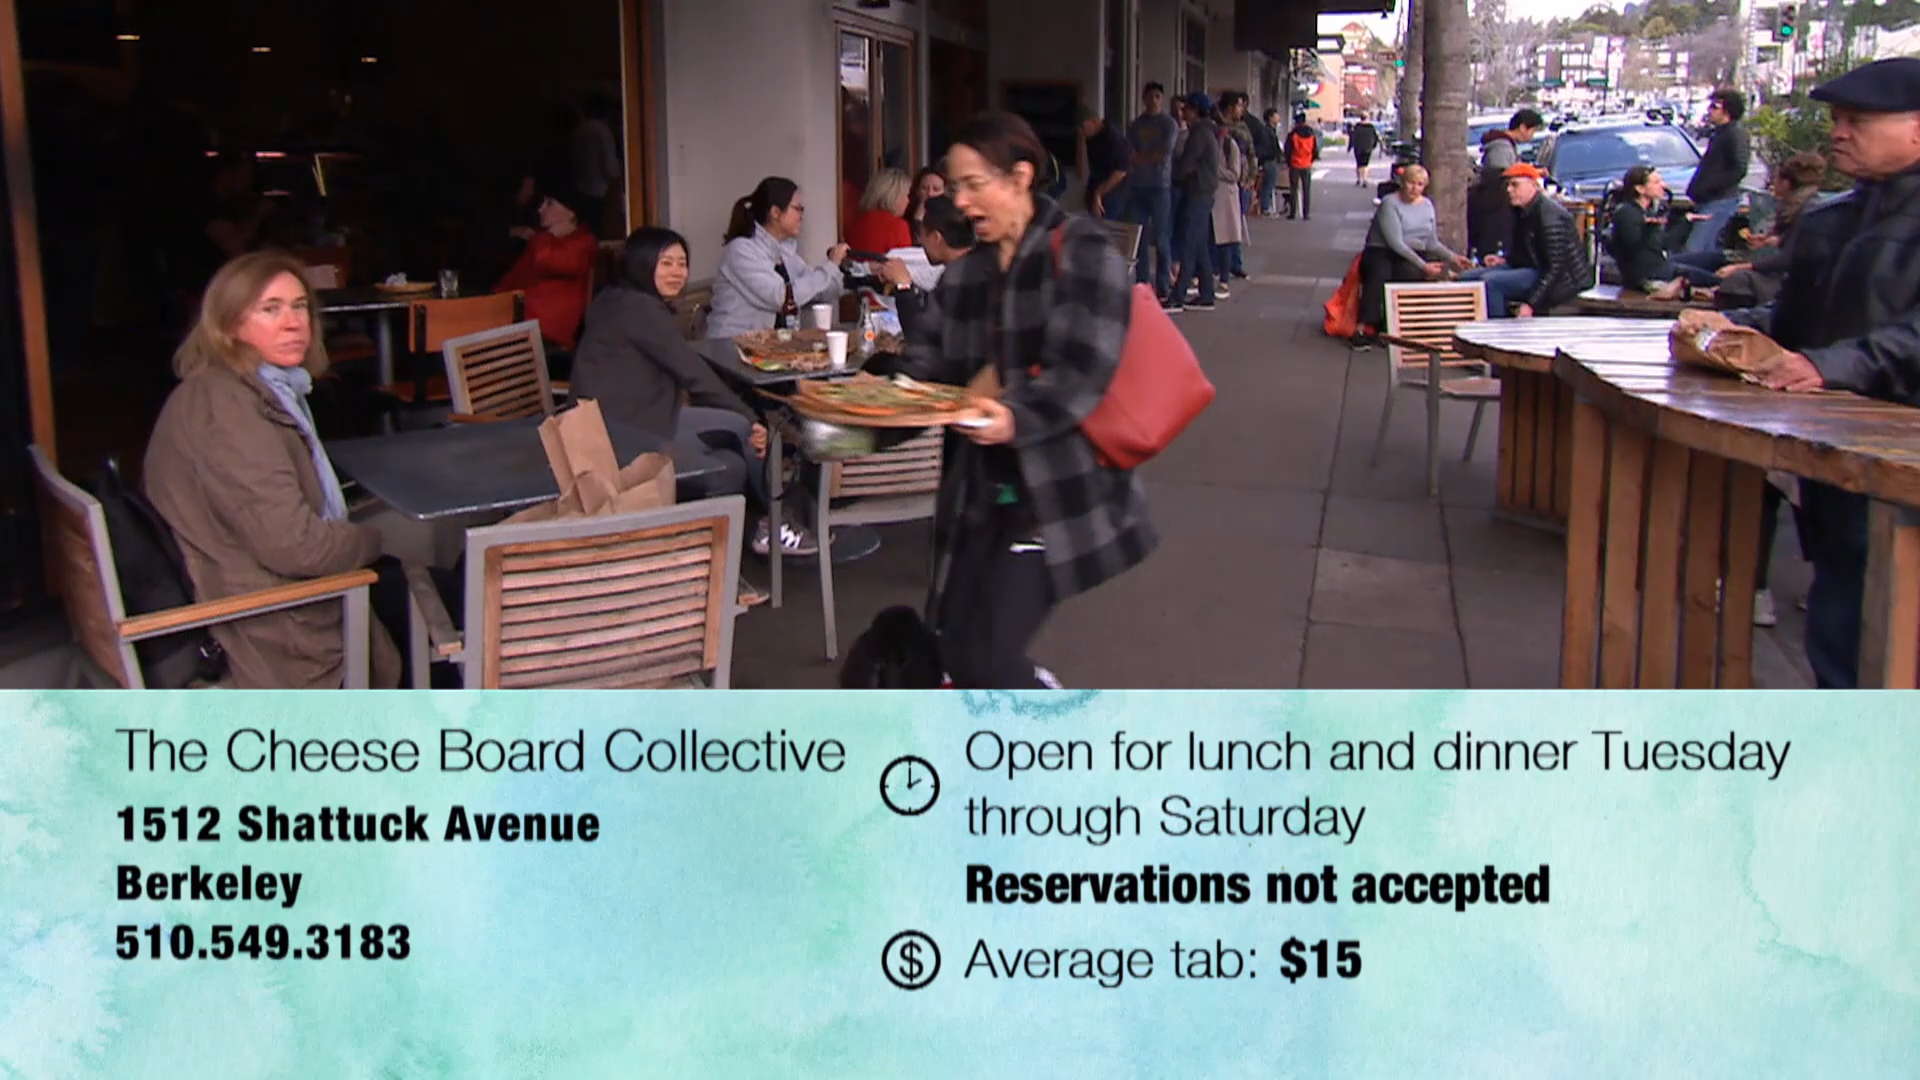 The Cheese Board Collective
1512 Shattuck Avenue
Berkeley
510.549.3183
Open for lunch and dinner Tuesday
through Saturday
Reservations not accepted
Average tab: $15